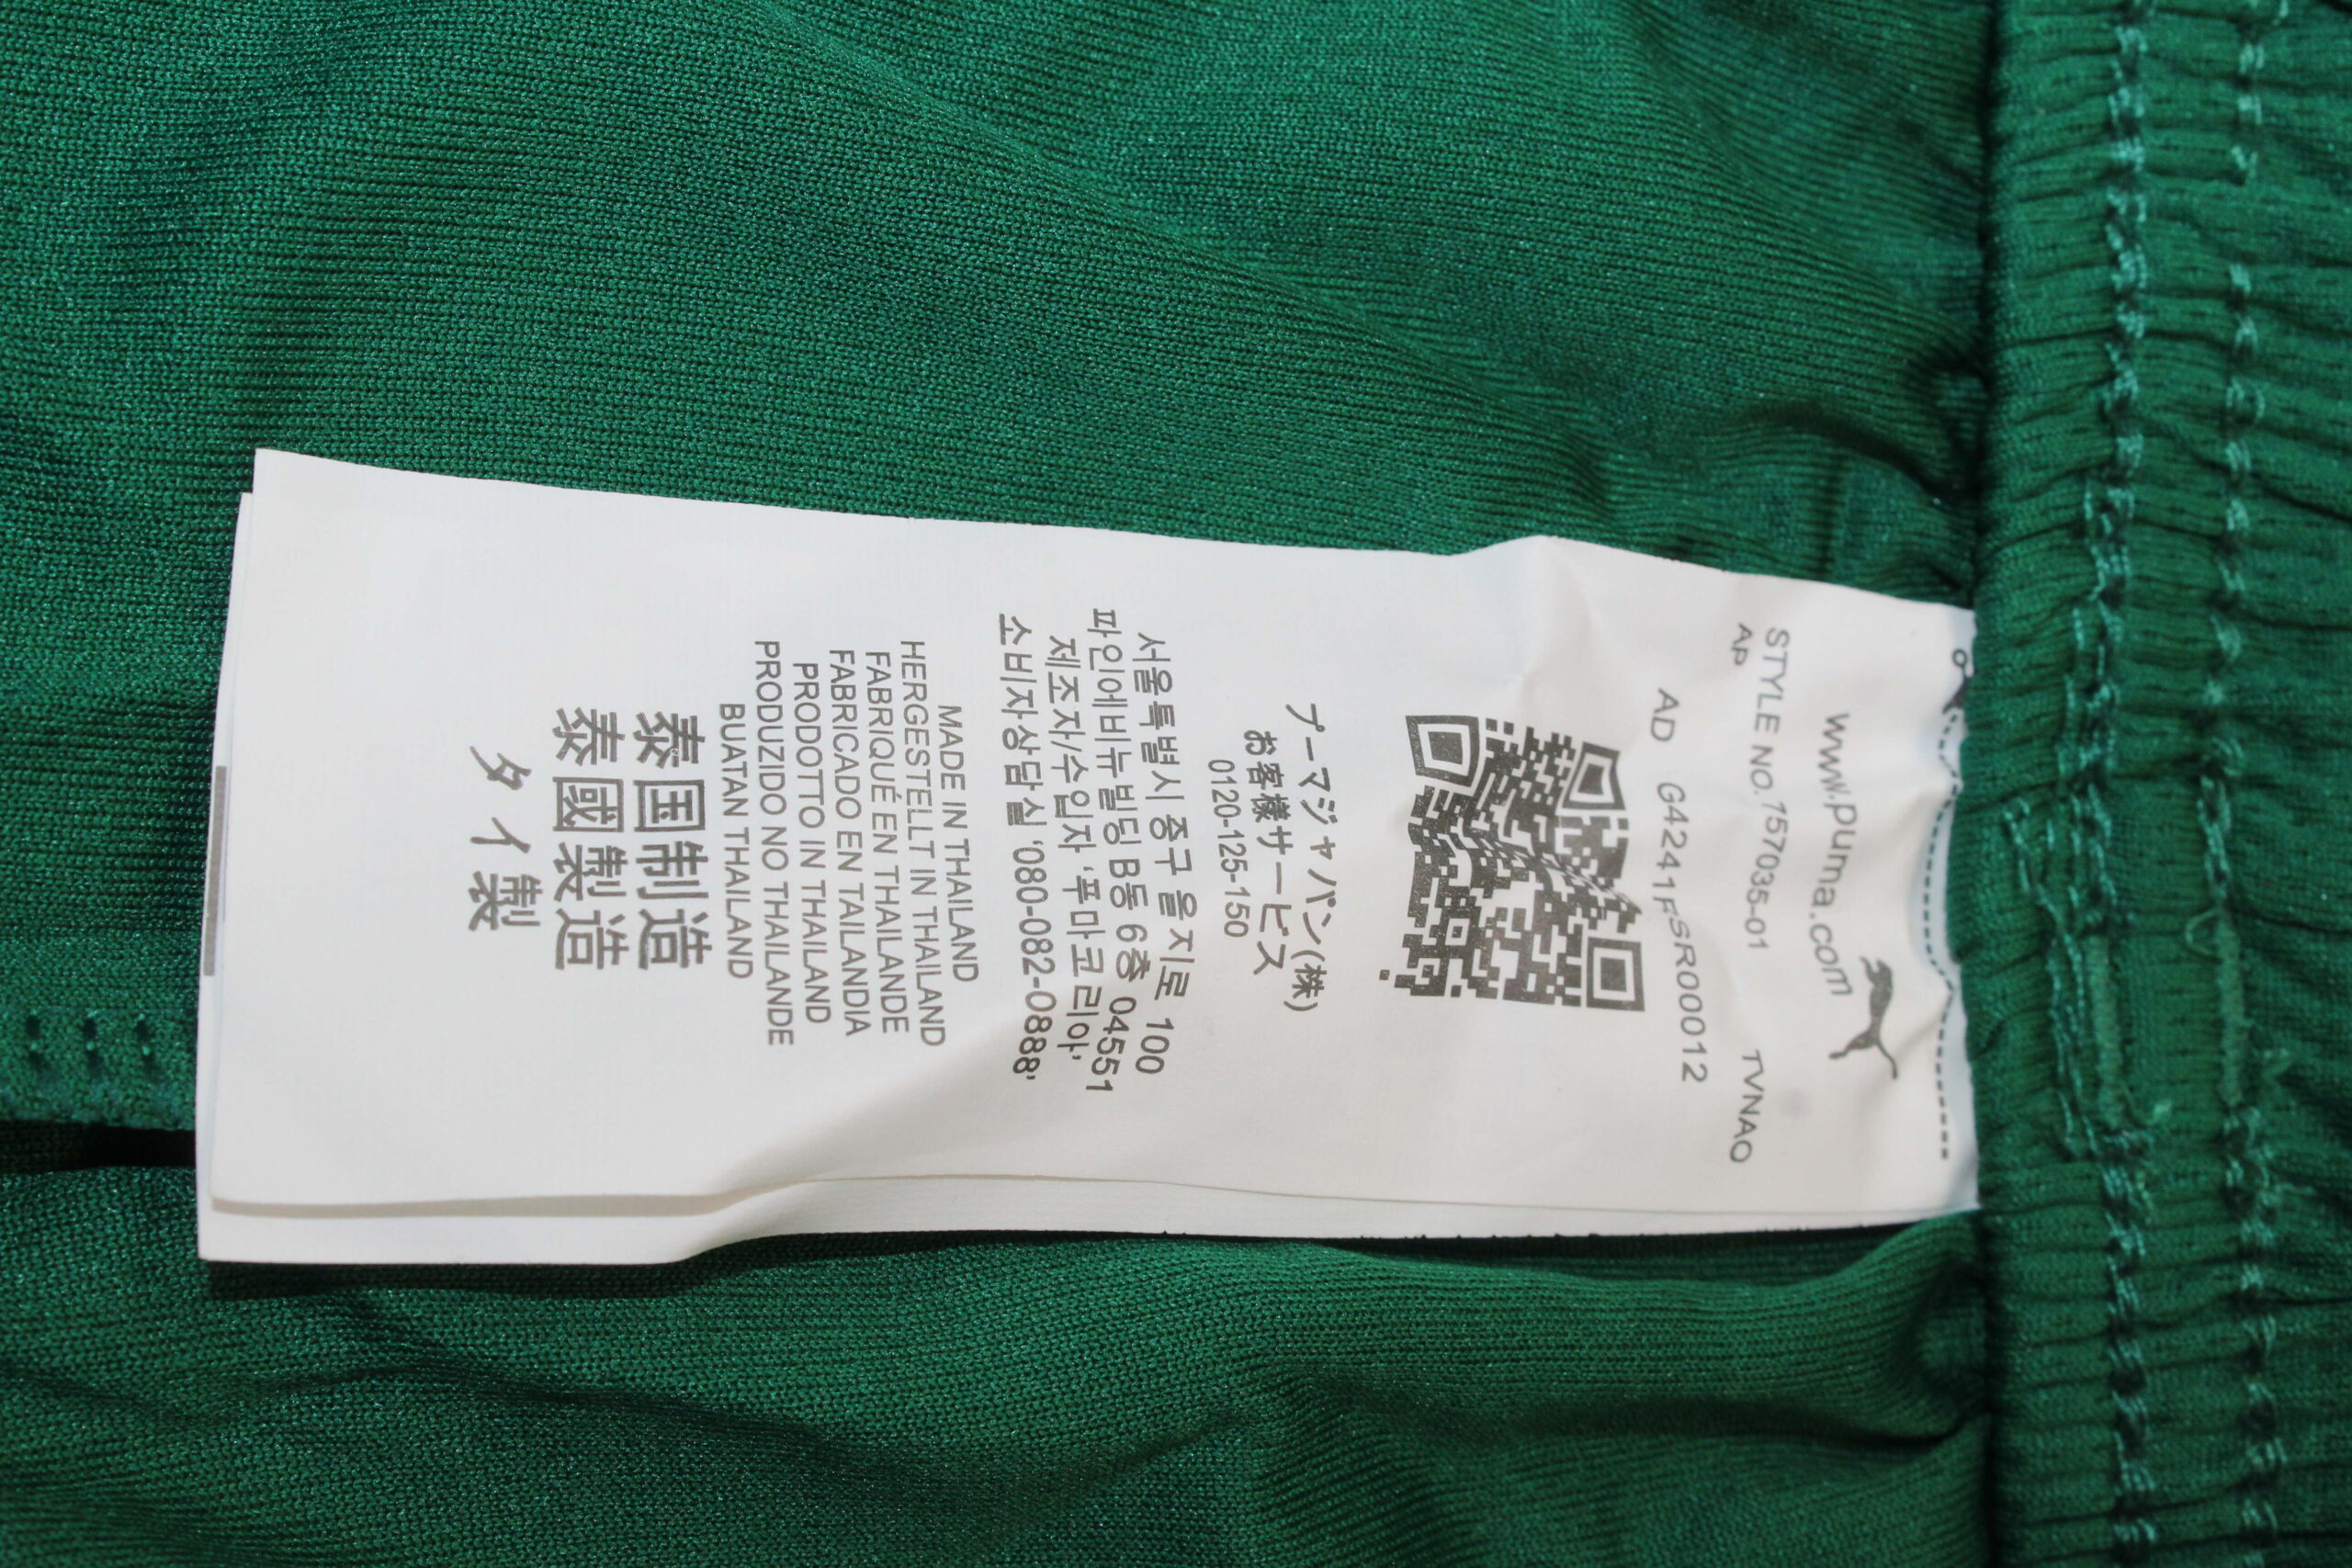 www.puma.com
STYLE NO. 757035-01 TVNAO
AP
AD G4241FSR00012
プーマジャパン(株)
お客様サービス
0120-125-150
서울특별시 중구 을지로 100
파인에비뉴빌딩 B동 6층 04551
제조자/수입자 '푸마코리아'
소비자상담실 '080-082-0888'
MADE IN THAILAND
HERGESTELLT IN THAILAND
FABRIQUÉ EN THAILANDE
FABRICADO EN TAILANDIA
PRODOTTO IN THAILAND
PRODUZIDO NO THAILANDE
BUATAN THAILAND
泰国制造
泰國製造
タイ製